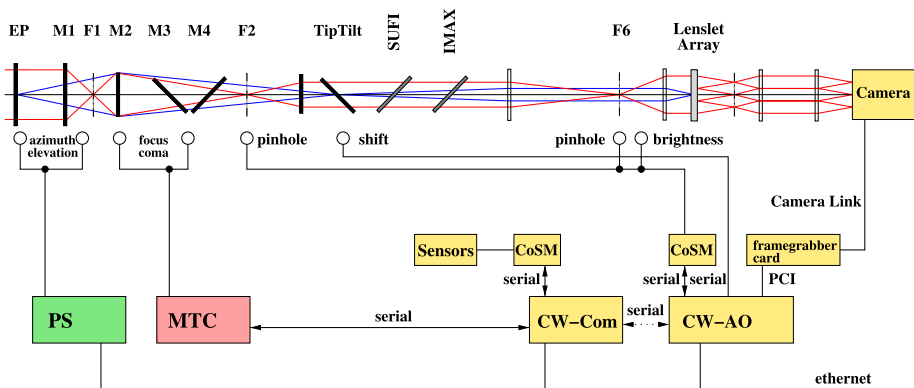 EP M1 F1 M2 M3 M4 F2 TipTilt SUFI IMAX F6 Lenslet
Array
Camera
azimuth
elevation
focus
coma
pinhole
shift
pinhole
brightness
Camera Link
Sensors
CoSM
CoSM
framegrabber
card
serial
serial
serial
PCI
PS
MTC
serial
CW−Com
serial
CW−AO
ethernet